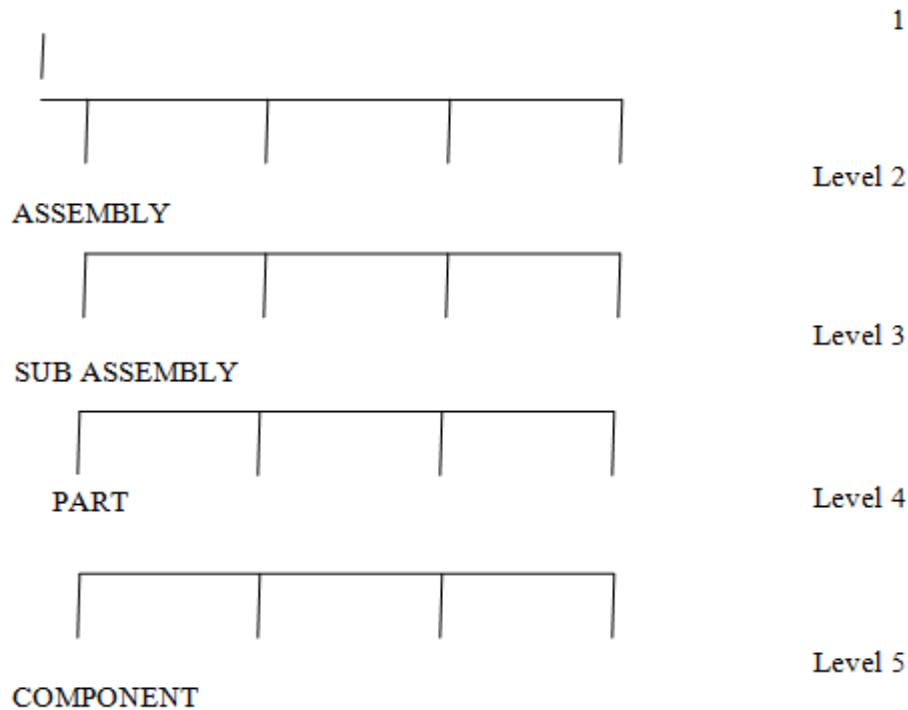 1
Level 2
ASSEMBLY
Level 3
SUB ASSEMBLY
PART
Level 4
Level 5
COMPONENT